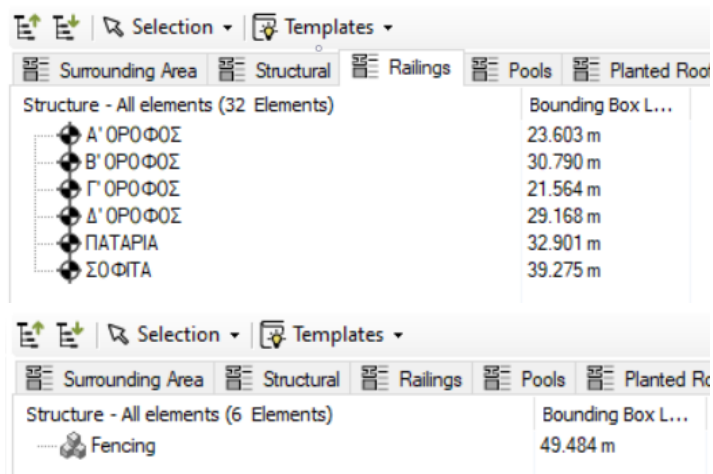 Selection Templates
Surrounding Area Structural Railings Pools Planted Roof
Structure - All elements (32 Elements) Bounding Box L...
Α' ΟΡΟΦΟΣ 23.603 m
Β' ΟΡΟΦΟΣ 30.790 m
Γ' ΟΡΟΦΟΣ 21.564 m
Δ' ΟΡΟΦΟΣ 29.168 m
ΠΑΤΑΡΙΑ 32.901 m
ΣΟΦΙΤΑ 39.275 m
Selection Templates
Surrounding Area Structural Railings Pools Planted Ro
Structure - All elements (6 Elements) Bounding Box L...
Fencing 49.484 m